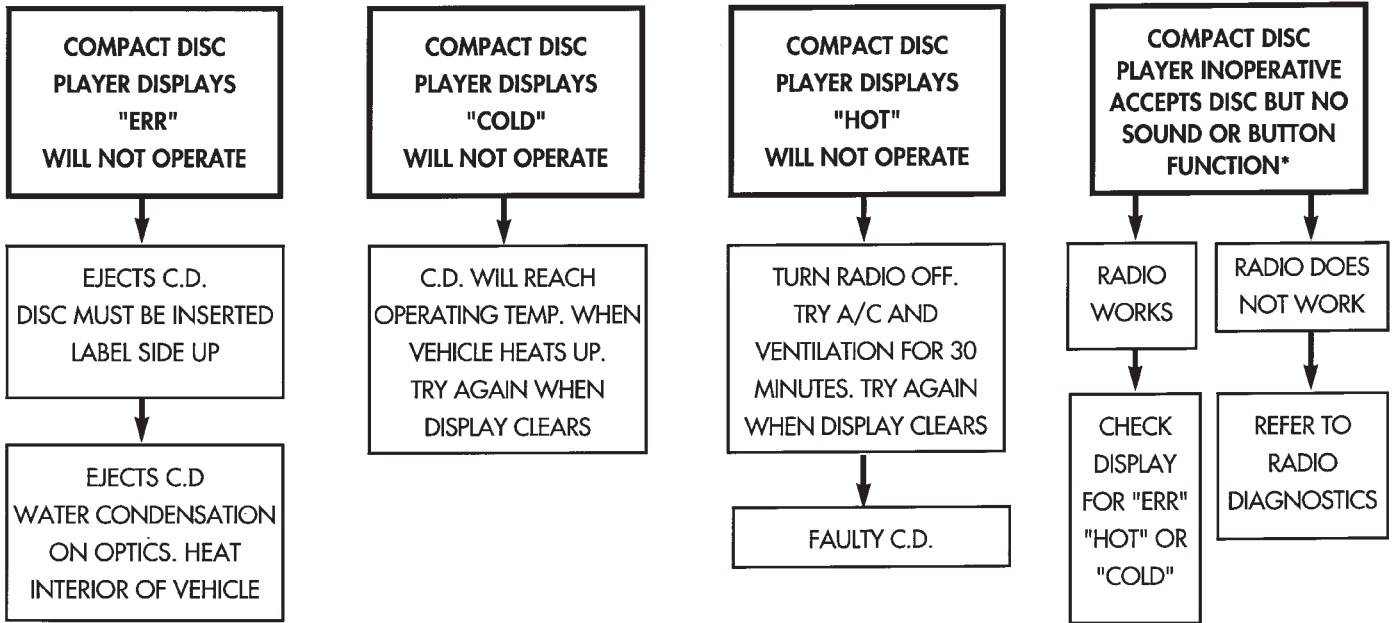 COMPACT DISC
PLAYER DISPLAYS
"ERR"
WILL NOT OPERATE
EJECTS C.D.
DISC MUST BE INSERTED
LABEL SIDE UP
EJECTS C.D
WATER CONDENSATION
ON OPTICS. HEAT
INTERIOR OF VEHICLE
COMPACT DISC
PLAYER DISPLAYS
"COLD"
WILL NOT OPERATE
C.D. WILL REACH
OPERATING TEMP. WHEN
VEHICLE HEATS UP.
TRY AGAIN WHEN
DISPLAY CLEARS
COMPACT DISC
PLAYER DISPLAYS
"HOT"
WILL NOT OPERATE
TURN RADIO OFF.
TRY A/C AND
VENTILATION FOR 30
MINUTES. TRY AGAIN
WHEN DISPLAY CLEARS
FAULTY C.D.
COMPACT DISC
PLAYER INOPERATIVE
ACCEPTS DISC BUT NO
SOUND OR BUTTON
FUNCTION*
RADIO
WORKS
CHECK
DISPLAY
FOR "ERR"
"HOT" OR
"COLD"
RADIO DOES
NOT WORK
REFER TO
RADIO
DIAGNOSTICS